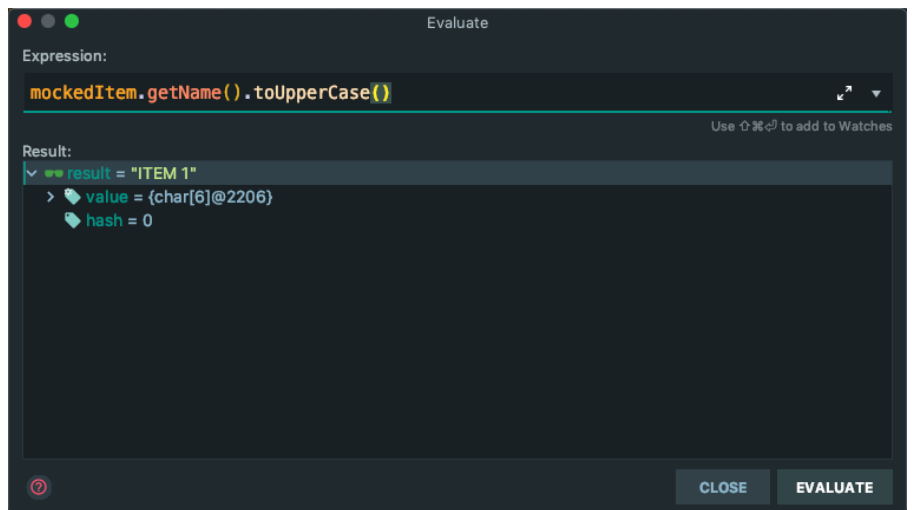 Evaluate
Expression:
mockedItem.getName().toUpperCase()
Use ⇧⌘⏎ to add to Watches
Result:
result = "ITEM 1"
value = {char[6]@2206}
hash = 0
?
CLOSE EVALUATE